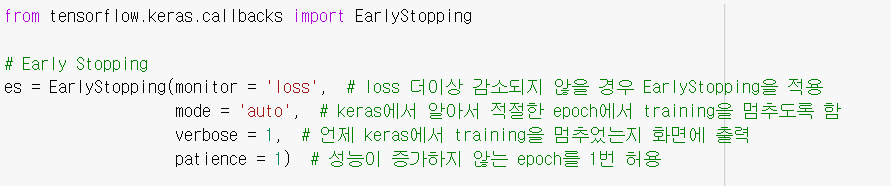 from tensorflow.keras.callbacks import EarlyStopping
# Early Stopping
es = EarlyStopping(monitor = 'loss',  # loss 더이상 감소되지 않을 경우 EarlyStopping을 적용
mode = 'auto',  # keras에서 알아서 적절한 epoch에서 training을 멈추도록 함
verbose = 1,  # 언제 keras에서 training을 멈추었는지 화면에 출력
patience = 1)  # 성능이 증가하지 않는 epoch를 1번 허용